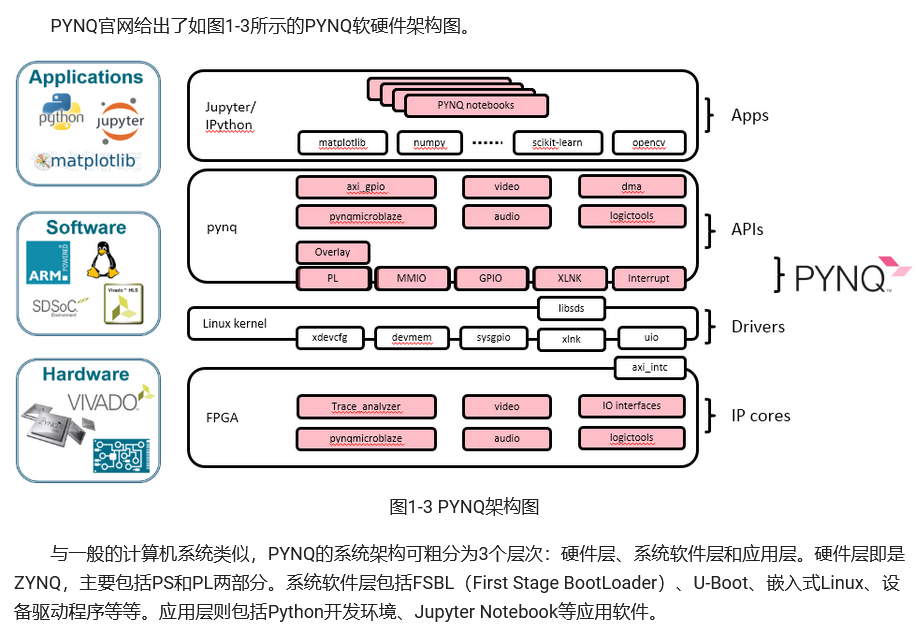 PYNQ官网给出了如图1-3所示的PYNQ软硬件架构图。
Applications
python
jupyter
matplotlib
Jupyter/
IPython
PYNQ notebooks
matplotlib
numpy
······
scikit-learn
opencv
Apps
Software
ARM
POWERED
SDSoC
Environment
Vivado™ HLS
pynq
axi_gpio
video
dma
pynqmicroblaze
audio
logictools
Overlay
PL
MMIO
GPIO
XLNK
Interrupt
APIs
PYNQ™
Linux kernel
libsds
xdevcfg
devmem
sysgpio
xlnk
uio
Drivers
Hardware
VIVADO
ZYNQ
FPGA
axi_intc
Trace_analyzer
video
IO interfaces
pynqmicroblaze
audio
logictools
IP cores
图1-3 PYNQ架构图
与一般的计算机系统类似，PYNQ的系统架构可粗分为3个层次：硬件层、系统软件层和应用层。硬件层即是
ZYNQ，主要包括PS和PL两部分。系统软件层包括FSBL（First Stage BootLoader）、U-Boot、嵌入式Linux、设
备驱动程序等等。应用层则包括Python开发环境、Jupyter Notebook等应用软件。